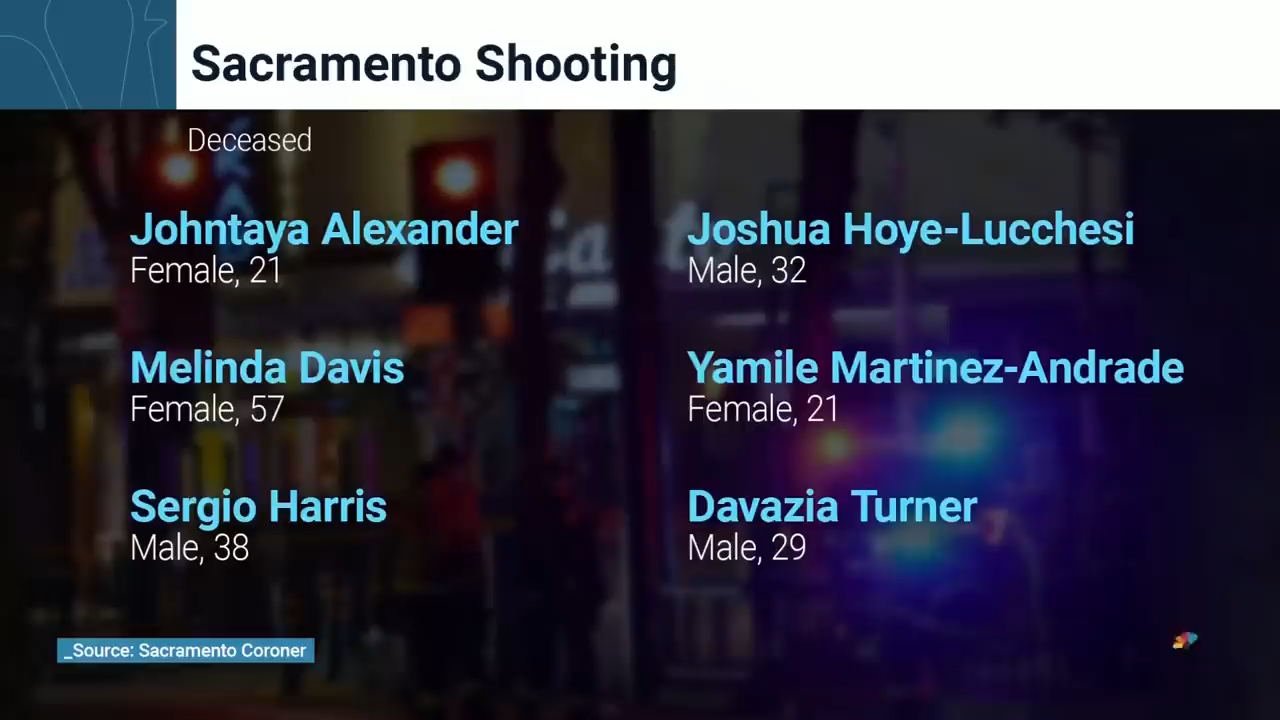 Sacramento Shooting
Deceased
Johntaya Alexander
Female, 21
Melinda Davis
Female, 57
Sergio Harris
Male, 38
Joshua Hoye-Lucchesi
Male, 32
Yamile Martinez-Andrade
Female, 21
Davazia Turner
Male, 29
_Source: Sacramento Coroner